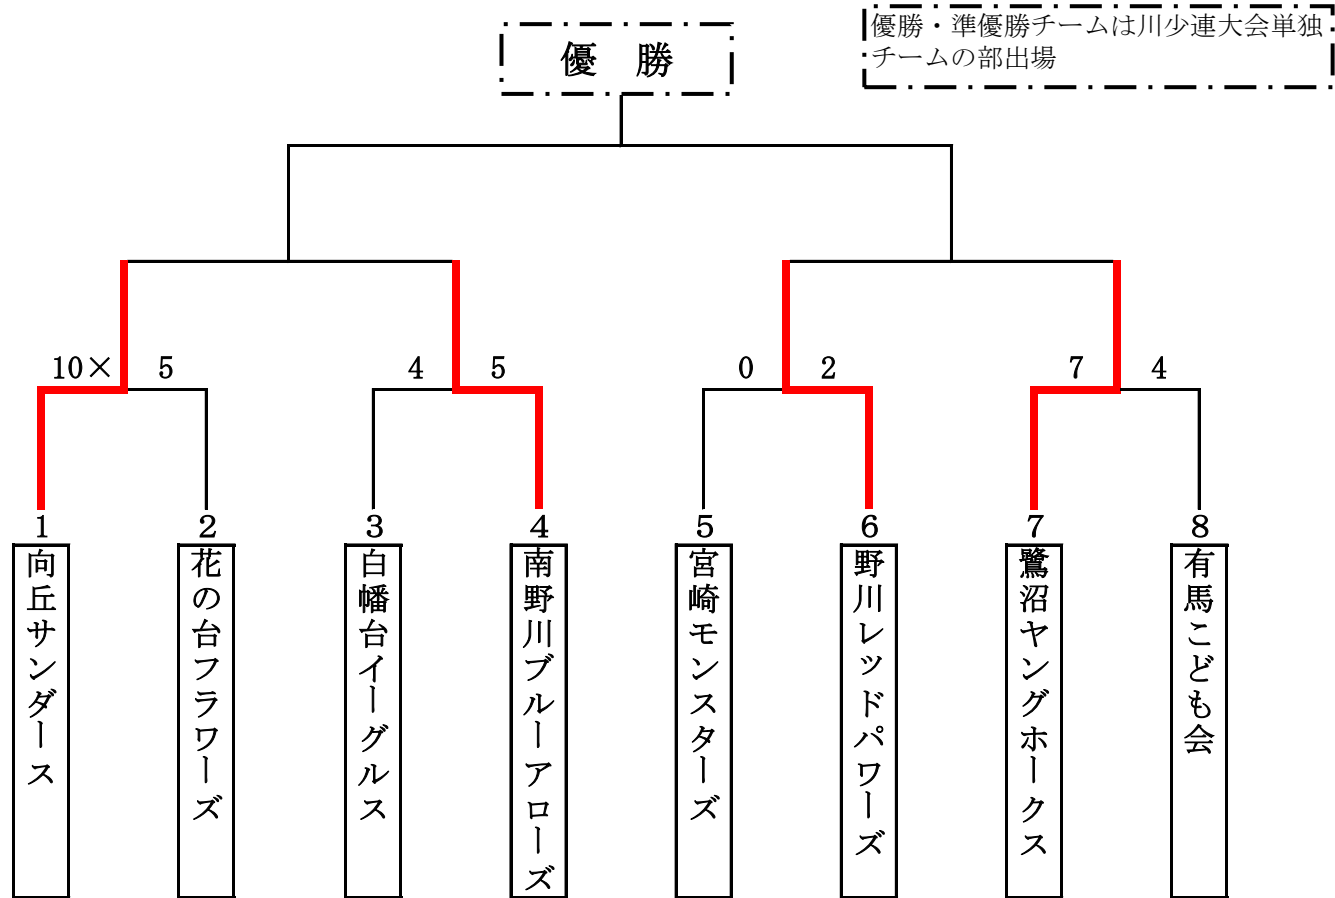 優　勝
優勝・準優勝チームは川少連大会単独
チームの部出場
10×
5
4
5
0
2
7
4
1
2
3
4
5
6
7
8
向丘サンダース
花の台フラワーズ
白幡台イーグルス
南野川ブルーアローズ
宮崎モンスターズ
野川レッドパワーズ
鷺沼ヤングホークス
有馬こども会